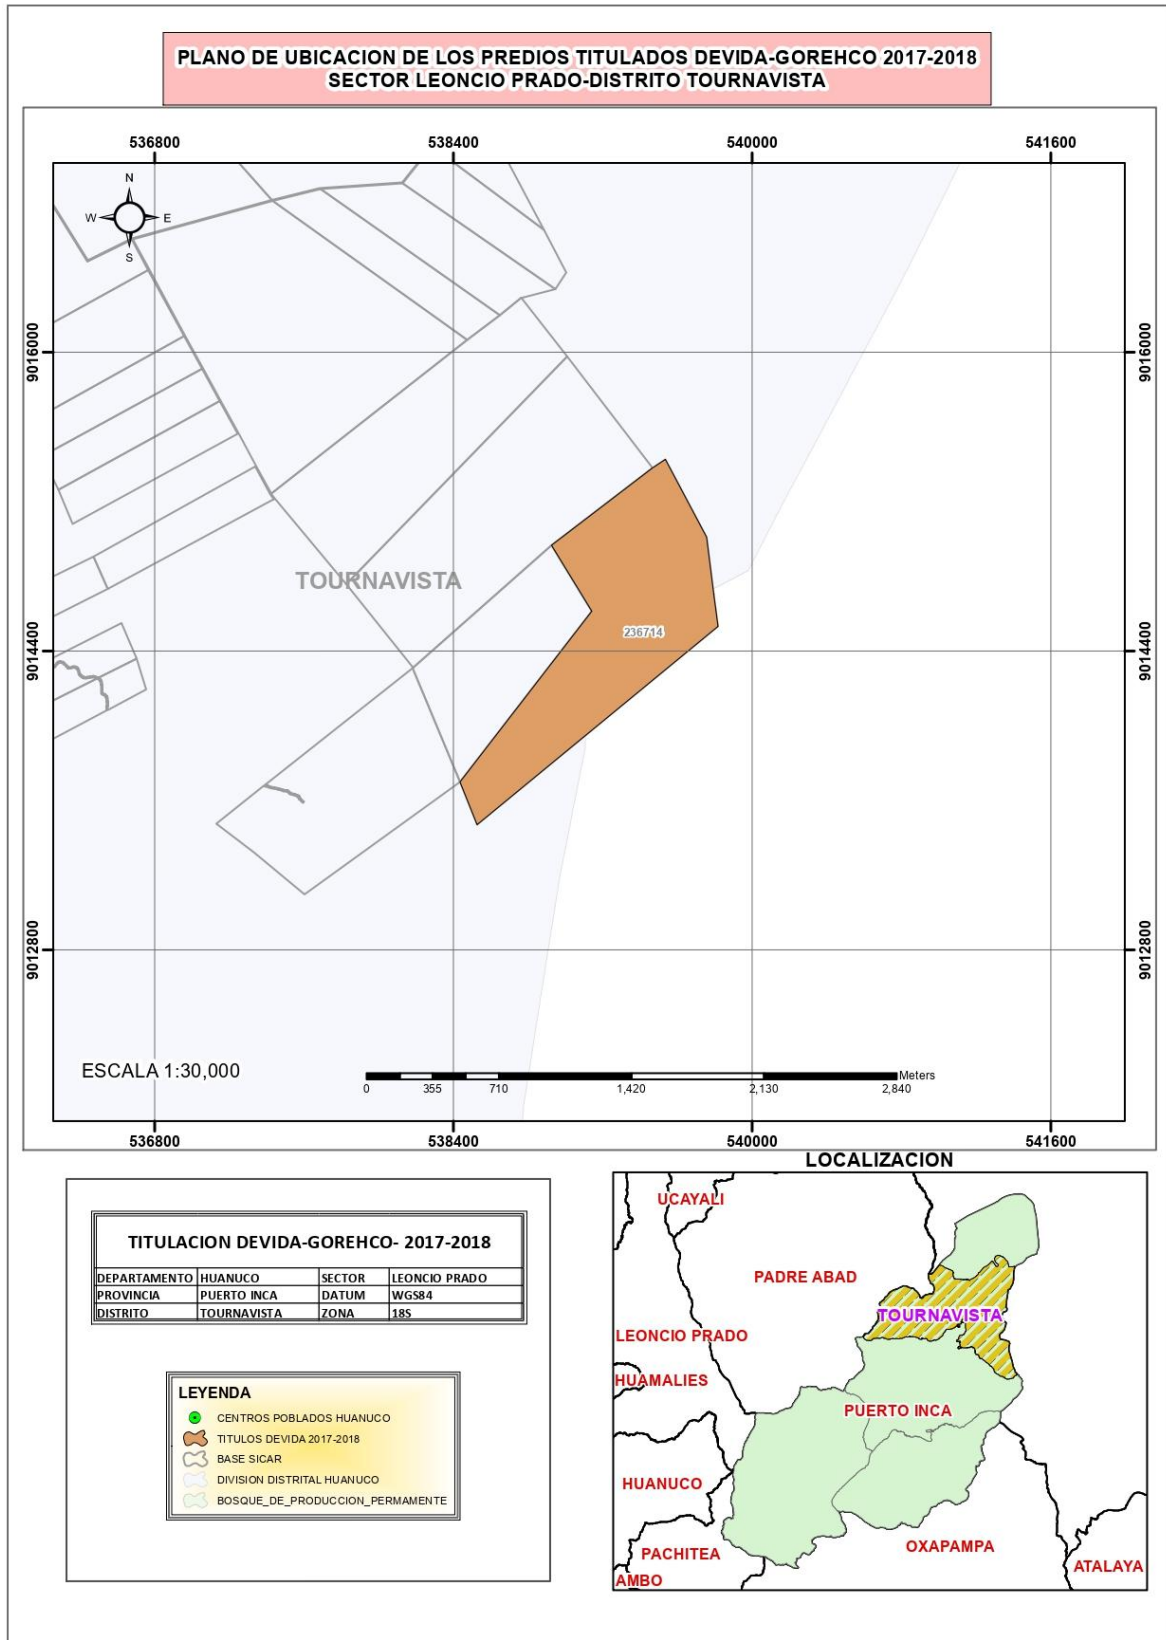 PLANO DE UBICACION DE LOS PREDIOS TITULADOS DEVIDA-GOREHCO 2017-2018
SECTOR LEONCIO PRADO-DISTRITO TOURNAVISTA
536800 538400 540000 541600
N
W E
S
9016000 9016000
TOURNAVISTA
236714
9014400 9014400
9012800 9012800
ESCALA 1:30,000
Meters
0 355 710 1,420 2,130 2,840
536800 538400 540000 541600
TITULACION DEVIDA-GOREHCO- 2017-2018
DEPARTAMENTO HUANUCO SECTOR LEONCIO PRADO
PROVINCIA PUERTO INCA DATUM WGS84
DISTRITO TOURNAVISTA ZONA 18S
LEYENDA
CENTROS POBLADOS HUANUCO
TITULOS DEVIDA 2017-2018
BASE SICAR
DIVISION DISTRITAL HUANUCO
BOSQUE_DE_PRODUCCION_PERMAMENTE
LOCALIZACION
UCAYALI
PADRE ABAD
TOURNAVISTA
LEONCIO PRADO
HUAMALIES
PUERTO INCA
HUANUCO
OXAPAMPA
PACHITEA
ATALAYA
AMBO